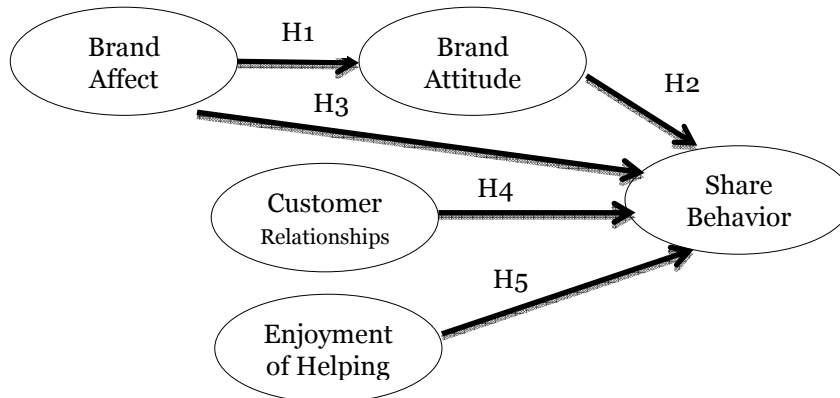 H1
Brand
Affect
Brand
Attitude
H2
H3
Share
Behavior
Customer
Relationships
H4
H5
Enjoyment
of Helping